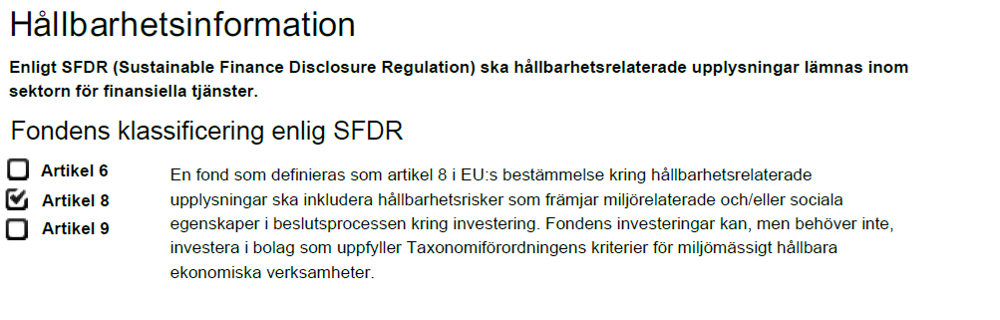 Hållbarhetsinformation
Enligt SFDR (Sustainable Finance Disclosure Regulation) ska hållbarhetsrelaterade upplysningar lämnas inom
sektorn för finansiella tjänster.
Fondens klassificering enlig SFDR
Artikel 6
Artikel 8
Artikel 9
En fond som definieras som artikel 8 i EU:s bestämmelse kring hållbarhetsrelaterade
upplysningar ska inkludera hållbarhetsrisker som främjar miljörelaterade och/eller sociala
egenskaper i beslutsprocessen kring investering. Fondens investeringar kan, men behöver inte,
investera i bolag som uppfyller Taxonomiförordningens kriterier för miljömässigt hållbara
ekonomiska verksamheter.